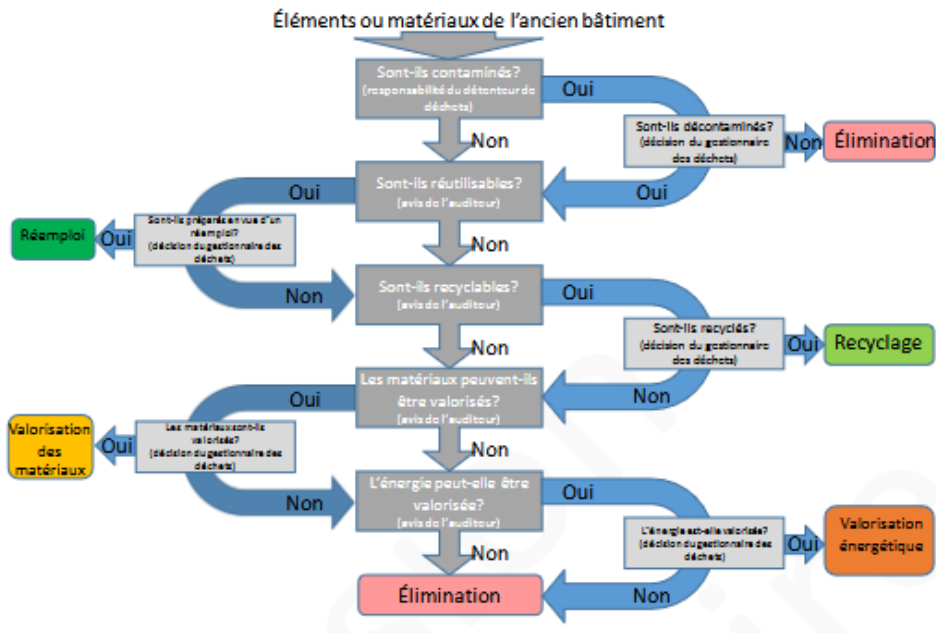 Éléments ou matériaux de l'ancien bâtiment
Sont-ils contaminés?
(responsabilité du détenteur de
déchets)
Oui
Non
Sont-ils décontaminés?
(décision du gestionnaire
des déchets)
Non
Élimination
Oui
Sont-ils réutilisables?
(avis de l'auditeur)
Oui
Sont-ils préparés en vue d'un
réemploi?
(décision du gestionnaire des
déchets)
Oui
Réemploi
Non
Non
Sont-ils recyclables?
(avis de l'auditeur)
Oui
Sont-ils recyclés?
(décision du gestionnaire
des déchets)
Oui
Recyclage
Non
Non
Les matériaux peuvent-ils
être valorisés?
(avis de l'auditeur)
Oui
Les matériaux sont-ils
valorisés?
(décision du gestionnaire des
déchets)
Oui
Valorisation
des
matériaux
Non
Non
L'énergie peut-elle être
valorisée?
(avis de l'auditeur)
Oui
L'énergie est-elle valorisée?
(décision du gestionnaire des
déchets)
Oui
Valorisation
énergétique
Non
Non
Élimination